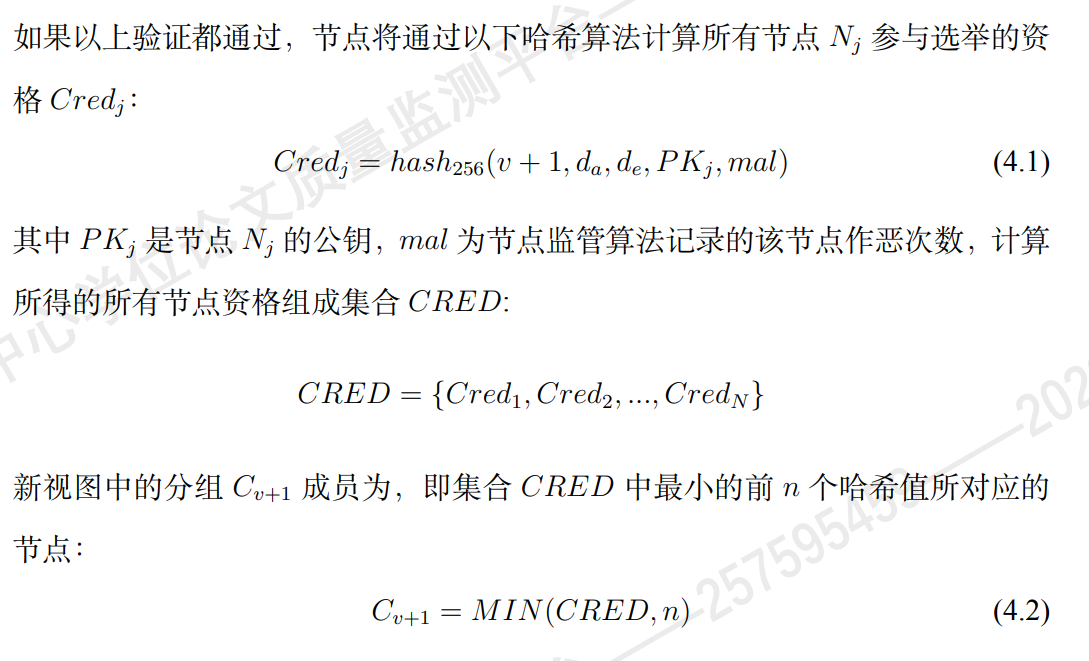 如果以上验证都通过，节点将通过以下哈希算法计算所有节点 N_j 参与选举的资
格 Cred_j：
Cred_j = hash_256(v + 1, d_a, d_e, PK_j, mal) (4.1)
其中 PK_j 是节点 N_j 的公钥，mal 为节点监管算法记录的该节点作恶次数，计算
所得的所有节点资格组成集合 CRED:
CRED = {Cred_1, Cred_2, ..., Cred_N}
新视图中的分组 C_{v+1} 成员为，即集合 CRED 中最小的前 n 个哈希值所对应的
节点：
C_{v+1} = MIN(CRED, n) (4.2)
中心学位论文质量监测平台